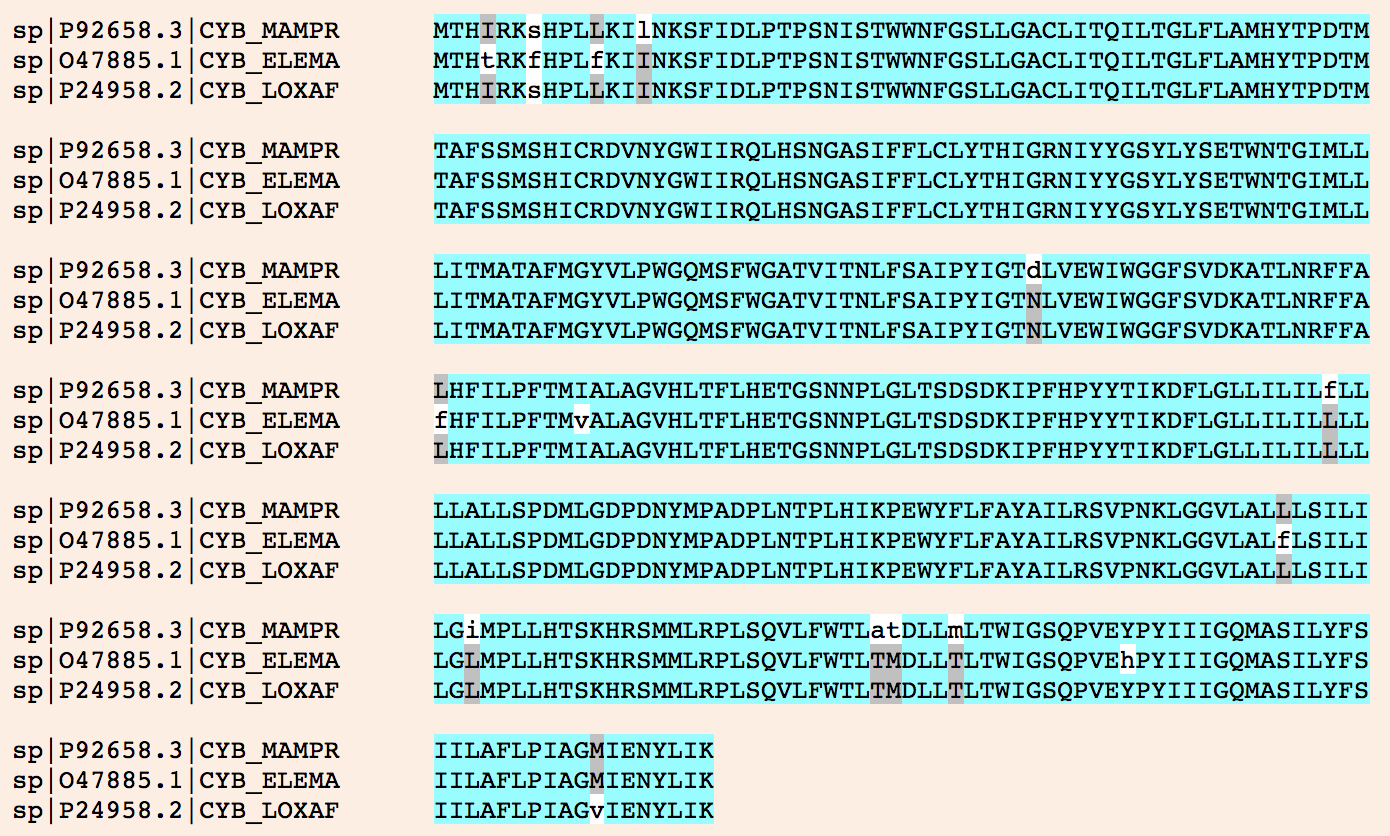 sp|P92658.3|CYB_MAMPR MTHIRKsHPLLKIlNKSFIDLPTPSNISTWWNFGSLLGACLITQILTGLFLAMHYTPDTM
sp|O47885.1|CYB_ELEMA MTHtRKfHPLfKIINKSFIDLPTPSNISTWWNFGSLLGACLITQILTGLFLAMHYTPDTM
sp|P24958.2|CYB_LOXAF MTHIRKsHPLLKIINKSFIDLPTPSNISTWWNFGSLLGACLITQILTGLFLAMHYTPDTM
sp|P92658.3|CYB_MAMPR TAFSSMSHICRDVNYGWIIRQLHSNGASIFFLCLYTHIGRNIYYGSYLYSETWNTGIMLL
sp|O47885.1|CYB_ELEMA TAFSSMSHICRDVNYGWIIRQLHSNGASIFFLCLYTHIGRNIYYGSYLYSETWNTGIMLL
sp|P24958.2|CYB_LOXAF TAFSSMSHICRDVNYGWIIRQLHSNGASIFFLCLYTHIGRNIYYGSYLYSETWNTGIMLL
sp|P92658.3|CYB_MAMPR LITMATAFMGYVLPWGQMSFWGATVITNLFSAIPYIGTdLVEWIWGGFSVDKATLNRFFA
sp|O47885.1|CYB_ELEMA LITMATAFMGYVLPWGQMSFWGATVITNLFSAIPYIGTNLVEWIWGGFSVDKATLNRFFA
sp|P24958.2|CYB_LOXAF LITMATAFMGYVLPWGQMSFWGATVITNLFSAIPYIGTNLVEWIWGGFSVDKATLNRFFA
sp|P92658.3|CYB_MAMPR LHFILPFTMIALAGVHLTFLHETGSNNPLGLTSDSDKIPFHPYYTIKDFLGLLILILfLL
sp|O47885.1|CYB_ELEMA fHFILPFTMvALAGVHLTFLHETGSNNPLGLTSDSDKIPFHPYYTIKDFLGLLILILLLL
sp|P24958.2|CYB_LOXAF LHFILPFTMIALAGVHLTFLHETGSNNPLGLTSDSDKIPFHPYYTIKDFLGLLILILLLL
sp|P92658.3|CYB_MAMPR LLALLSPDMLGDPDNYMPADPLNTPLHIKPEWYFLFAYAILRSVPNKLGGVLALLLSILI
sp|O47885.1|CYB_ELEMA LLALLSPDMLGDPDNYMPADPLNTPLHIKPEWYFLFAYAILRSVPNKLGGVLALfLSILI
sp|P24958.2|CYB_LOXAF LLALLSPDMLGDPDNYMPADPLNTPLHIKPEWYFLFAYAILRSVPNKLGGVLALLLSILI
sp|P92658.3|CYB_MAMPR LGiMPLLHTSKHRSMMLRPLSQVLFWTLatDLLmLTWIGSQPVEYPYIIIGQMASILYFS
sp|O47885.1|CYB_ELEMA LGLMPLLHTSKHRSMMLRPLSQVLFWTLTMDLLTLTWIGSQPVEhPYIIIGQMASILYFS
sp|P24958.2|CYB_LOXAF LGLMPLLHTSKHRSMMLRPLSQVLFWTLTMDLLTLTWIGSQPVEYPYIIIGQMASILYFS
sp|P92658.3|CYB_MAMPR IILAFLPIAGMIENYLIK
sp|O47885.1|CYB_ELEMA IILAFLPIAGMIENYLIK
sp|P24958.2|CYB_LOXAF IILAFLPIAGvIENYLIK